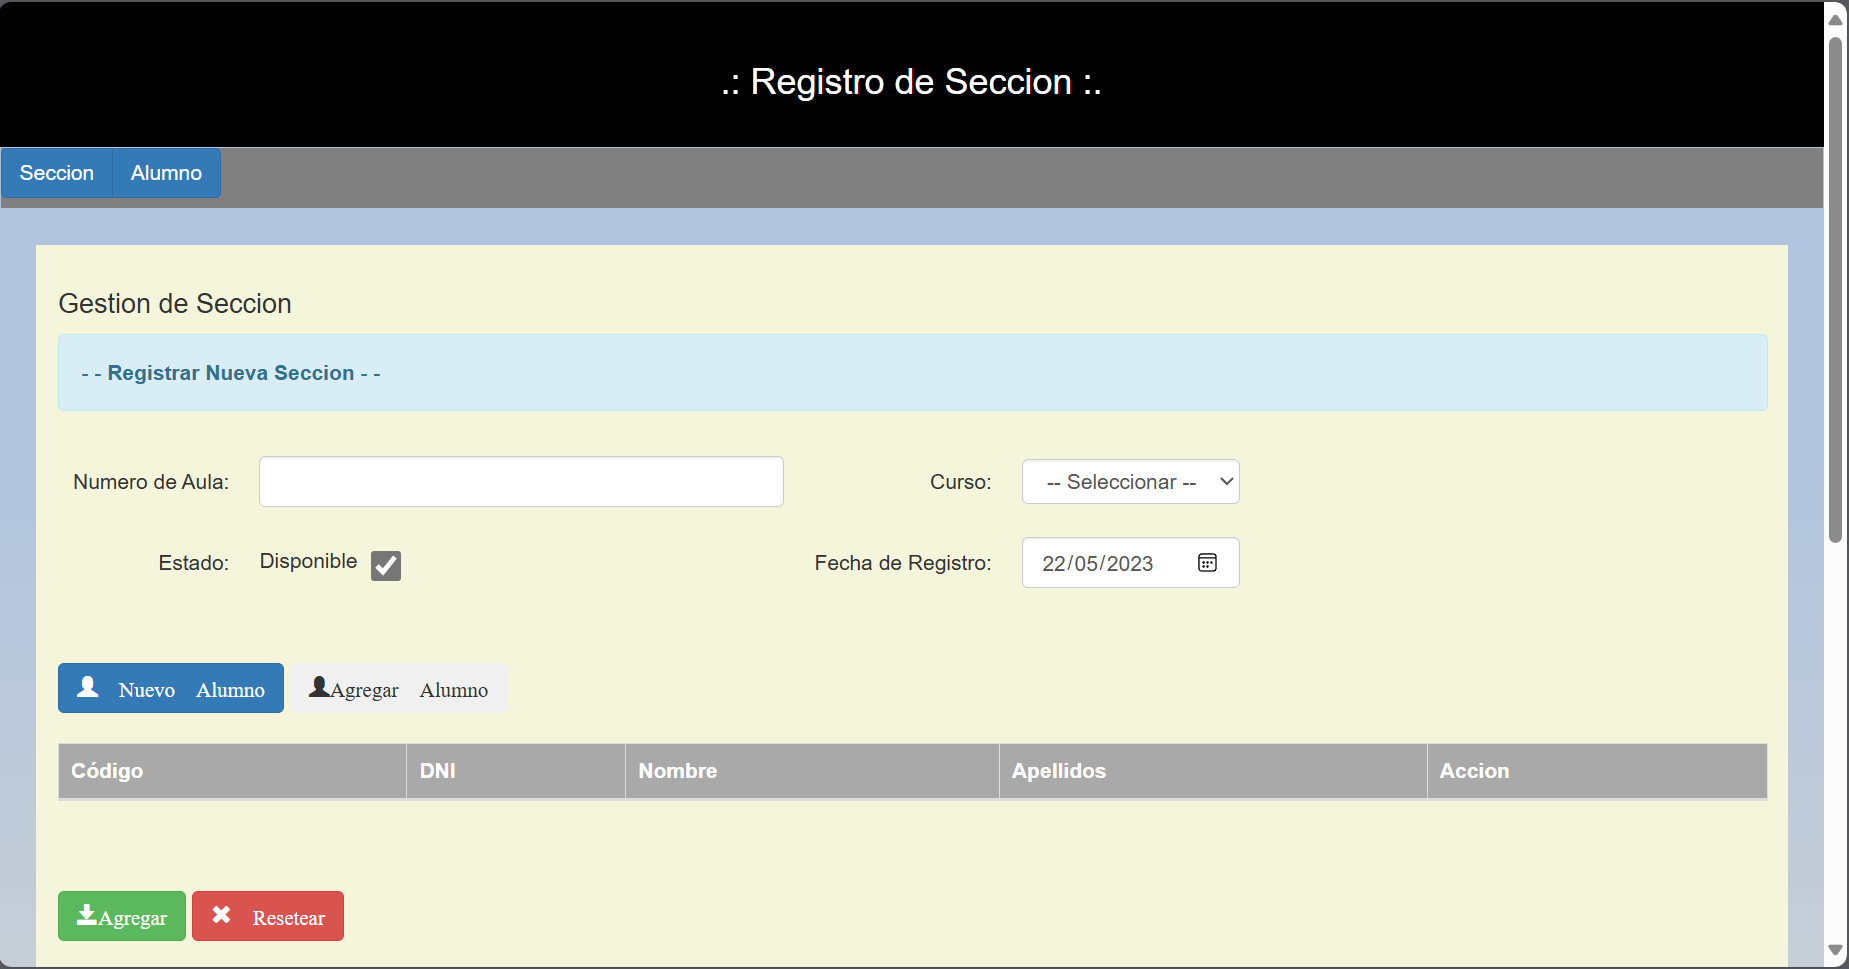 .: Registro de Seccion :.
Seccion Alumno
Gestion de Seccion
- - Registrar Nueva Seccion - -
Numero de Aula: Curso: -- Seleccionar --
Estado: Disponible Fecha de Registro: 22/05/2023
Nuevo Alumno Agregar Alumno
Código DNI Nombre Apellidos Accion
Agregar Resetear